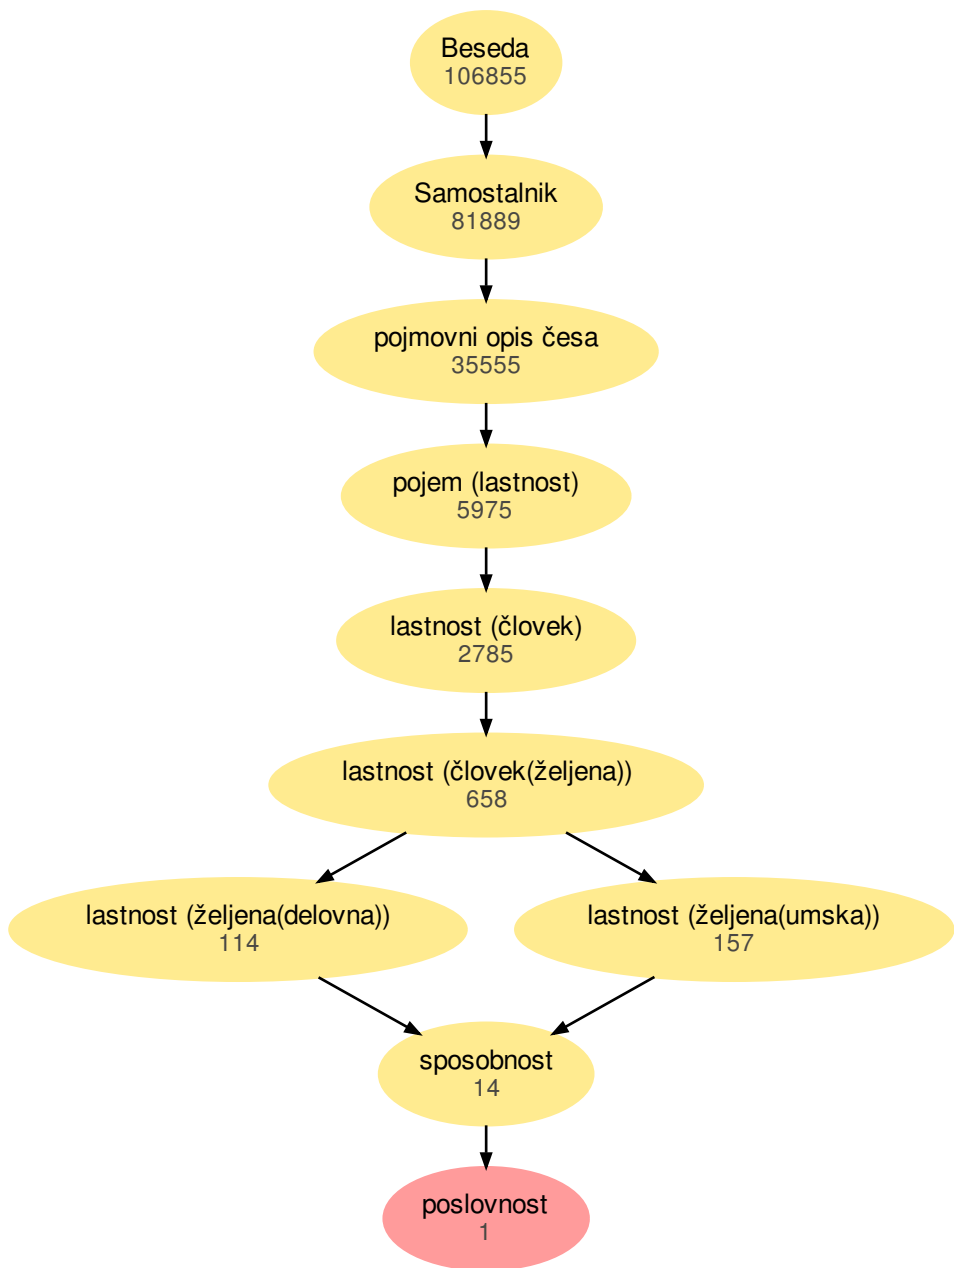 Beseda
106855
Samostalnik
81889
pojmovni opis česa
35555
pojem (lastnost)
5975
lastnost (človek)
2785
lastnost (človek(željena))
658
lastnost (željena(delovna))
114
lastnost (željena(umska))
157
sposobnost
14
poslovnost
1